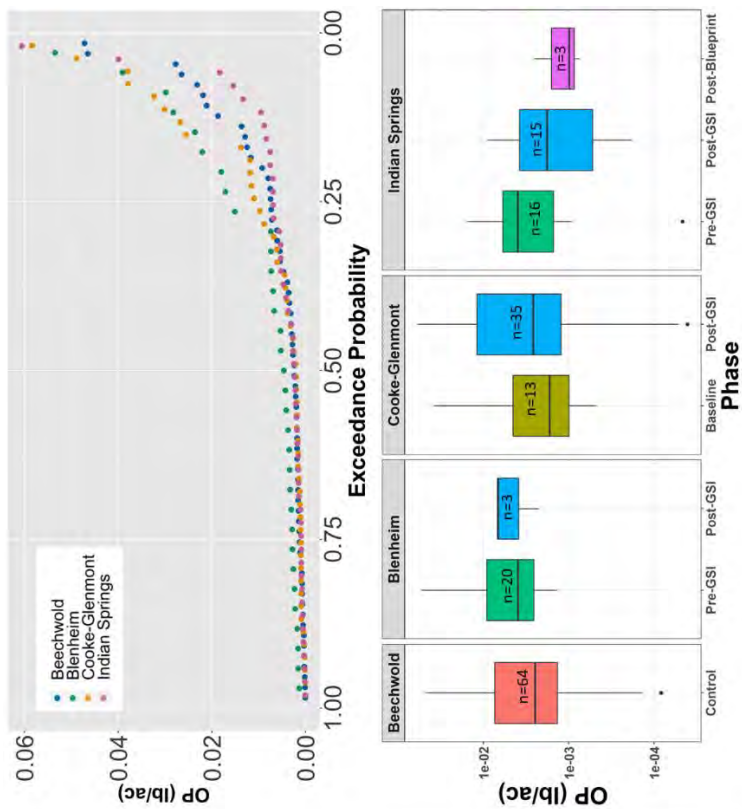 0.06
0.04
0.02
0.00
OP (lb/ac)
Beechwold
Blenheim
Cooke-Glenmont
Indian Springs
1.00
0.75
0.50
0.25
0.00
Exceedance Probability
Beechwold
Blenheim
Cooke-Glenmont
Indian Springs
1e-02
1e-03
1e-04
OP (lb/ac)
n=64
n=20
n=3
n=13
n=35
n=16
n=15
n=3
Control
Pre-GSI
Post-GSI
Baseline
Post-GSI
Pre-GSI
Post-GSI
Post-Blueprint
Phase